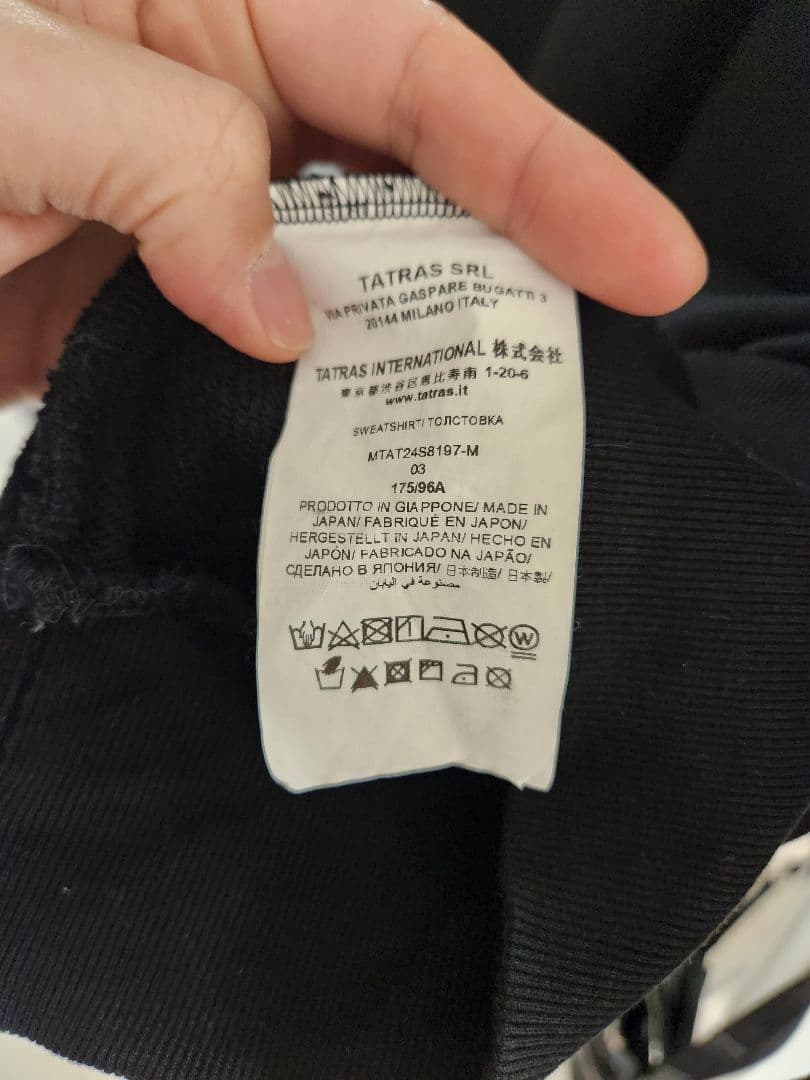 TATRAS SRL
VIA PRIVATA GASPARE BUGATTI 3
20144 MILANO ITALY
TATRAS INTERNATIONAL 株式会社
東京都渋谷区恵比寿南 1-20-6
www.tatras.it
SWEATSHIRT/ ТОЛСТОВКА
MTAT24S8197-M
03
175/96A
PRODOTTO IN GIAPPONE/ MADE IN
JAPAN/ FABRIQUÉ EN JAPON/
HERGESTELLT IN JAPAN/ HECHO EN
JAPÓN/ FABRICADO NA JAPÃO/
СДЕЛАНО В ЯПОНИЯ/ 日本制造/ 日本製/
مصنوعة في اليابان
W